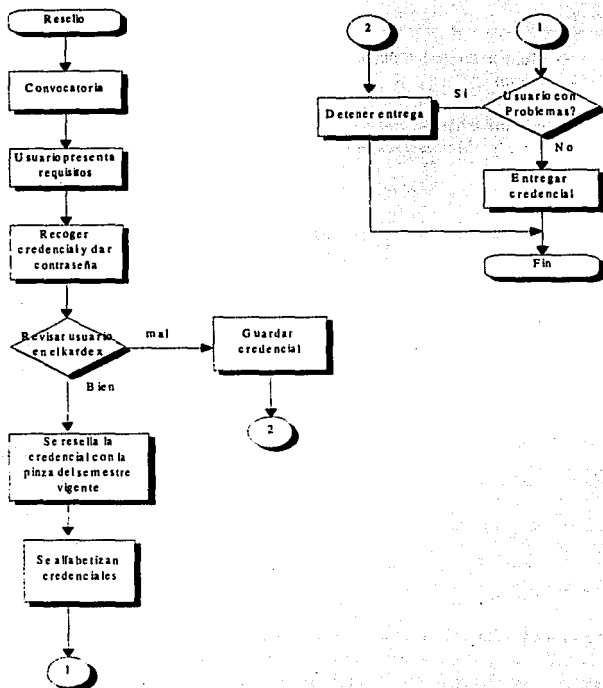 Resello
Convocatoria
Usuario presenta
requisitos
Recoger
credencial y dar
contraseña
Revisar usuario
en el kardex
mal
Bien
Guardar
credencial
2
Se resella la
credencial con la
pinza del semestre
vigente
Se alfabetizan
credenciales
1
2
1
Detener entrega
Si
Usuario con
Problemas?
No
Entregar
credencial
Fin